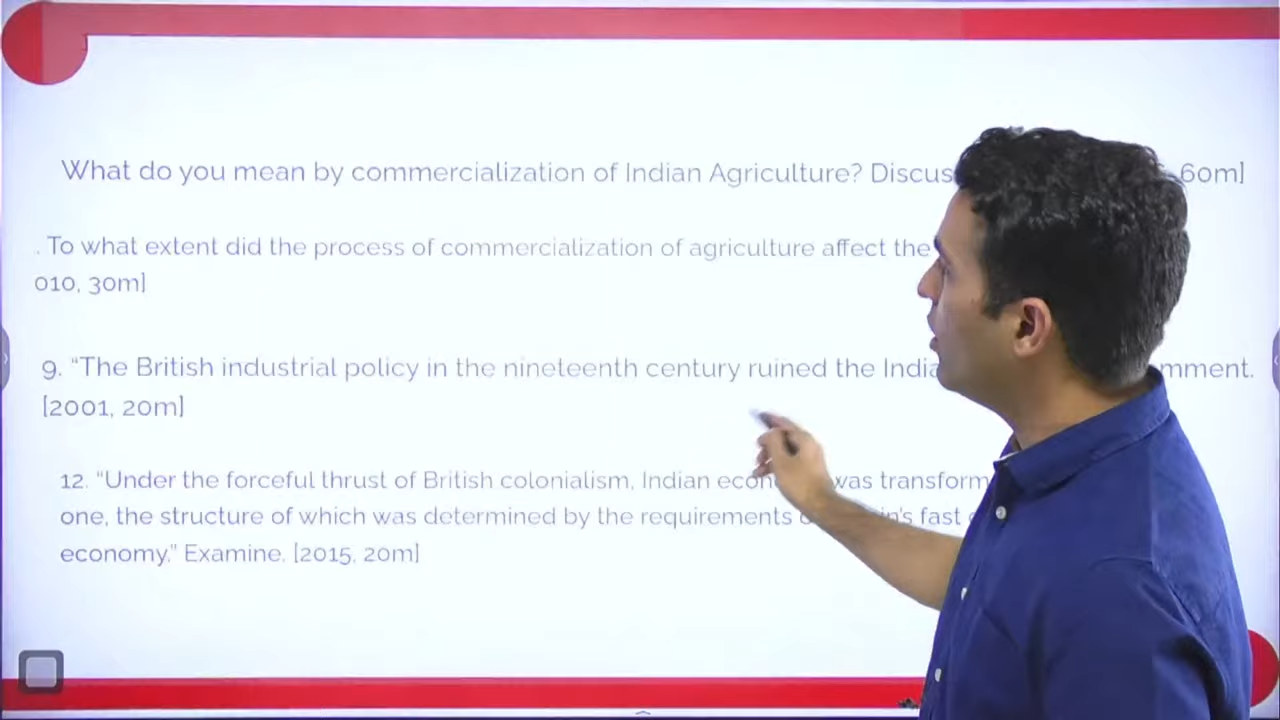 What do you mean by commercialization of Indian Agriculture? Discus 60m]
. To what extent did the process of commercialization of agriculture affect the
010, 30m]
9. “The British industrial policy in the nineteenth century ruined the India mment.
[2001, 20m]
12. “Under the forceful thrust of British colonialism, Indian was transform
one, the structure of which was determined by the requirements fast
economy.” Examine. [2015, 20m]